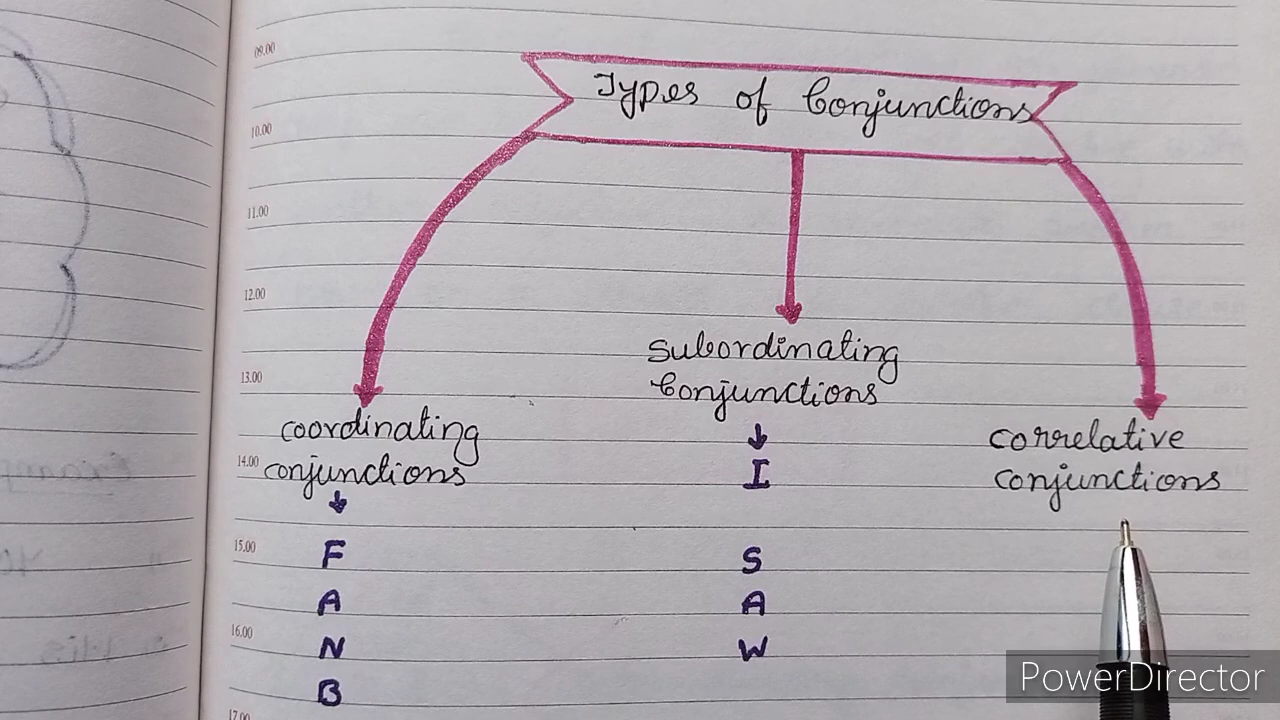 09.00
Types of Conjunctions
10.00
11.00
12.00
subordinating
Conjunctions
13.00
coordinating
conjunctions
correlative
conjunctions
14.00
I
15.00
F
S
A
A
16.00
N
W
B
17.00
PowerDirector